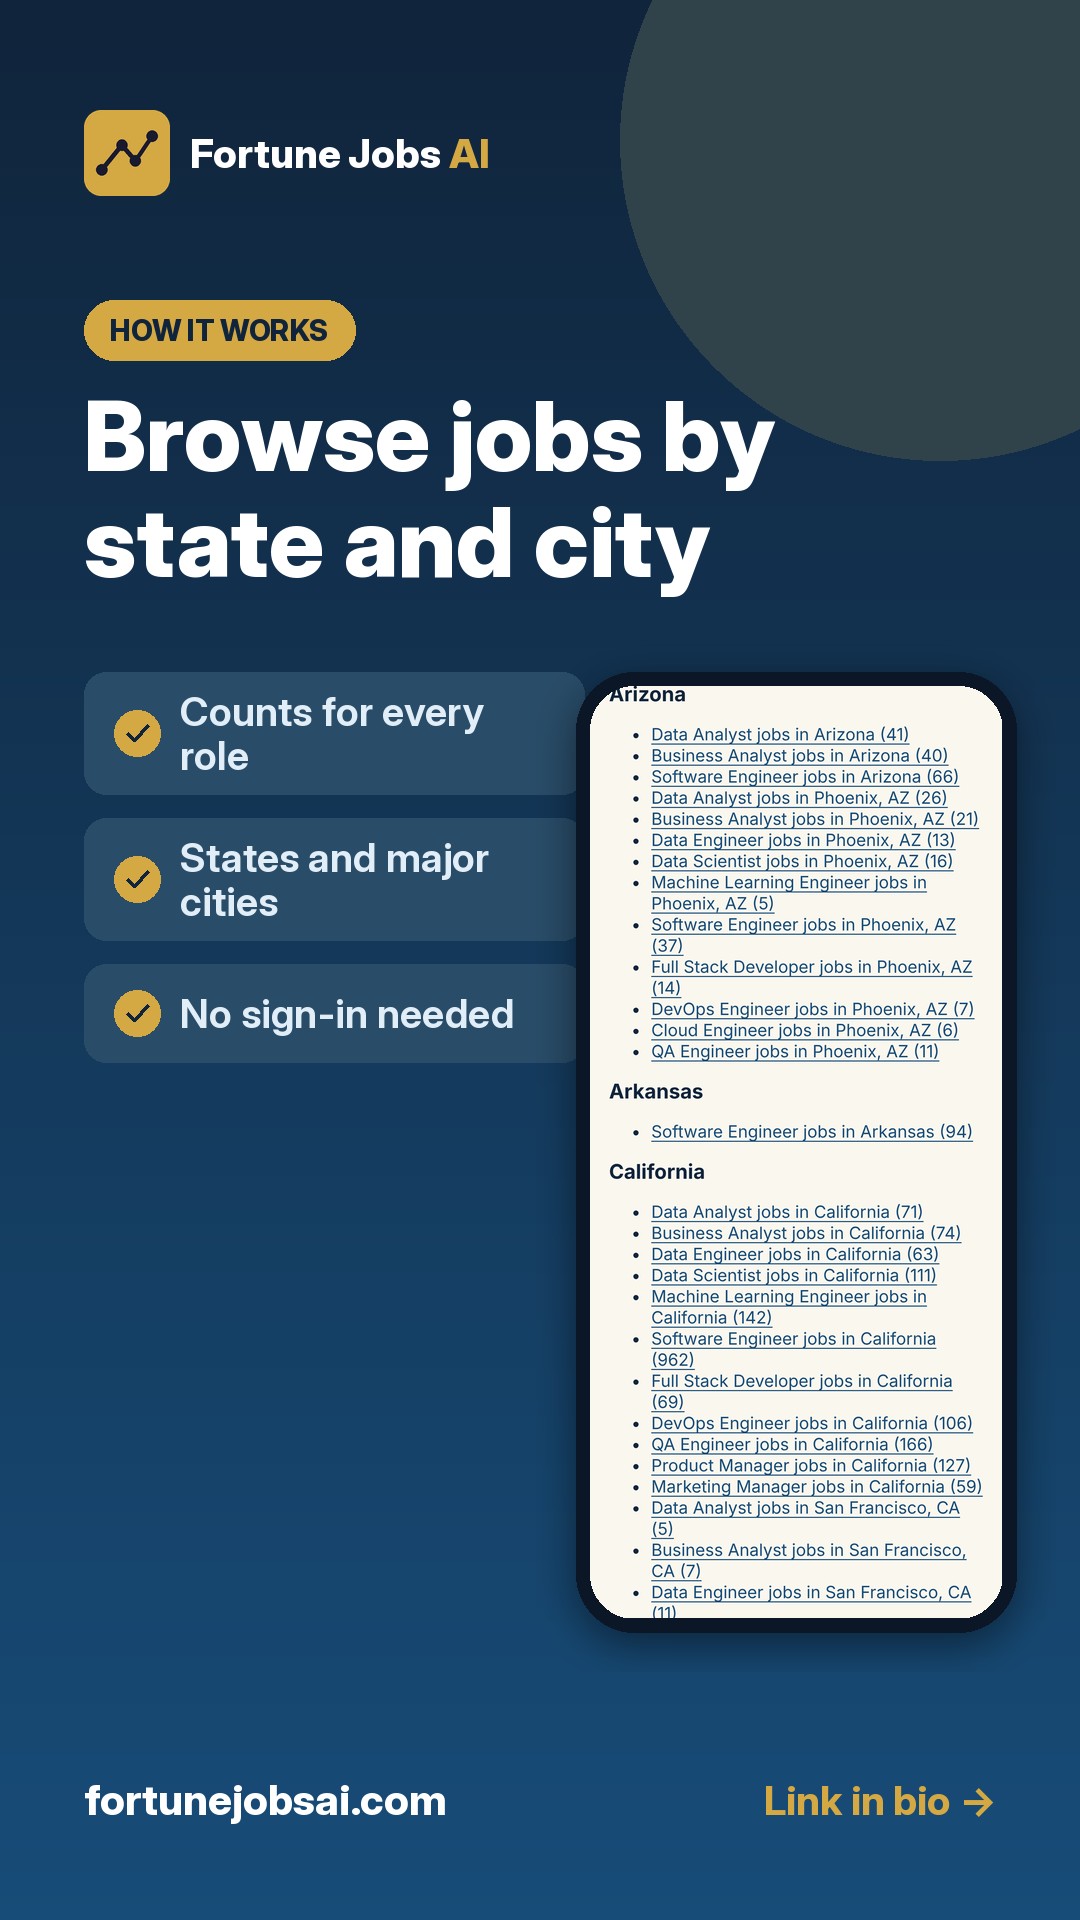 Fortune Jobs AI
HOW IT WORKS
Browse jobs by
state and city
Counts for every
role
States and major
cities
No sign-in needed
Arizona
• Data Analyst jobs in Arizona (41)
• Business Analyst jobs in Arizona (40)
• Software Engineer jobs in Arizona (66)
• Data Analyst jobs in Phoenix, AZ (26)
• Business Analyst jobs in Phoenix, AZ (21)
• Data Engineer jobs in Phoenix, AZ (13)
• Data Scientist jobs in Phoenix, AZ (16)
• Machine Learning Engineer jobs in
Phoenix, AZ (5)
• Software Engineer jobs in Phoenix, AZ
(37)
• Full Stack Developer jobs in Phoenix, AZ
(14)
• DevOps Engineer jobs in Phoenix, AZ (7)
• Cloud Engineer jobs in Phoenix, AZ (6)
• QA Engineer jobs in Phoenix, AZ (11)
Arkansas
• Software Engineer jobs in Arkansas (94)
California
• Data Analyst jobs in California (71)
• Business Analyst jobs in California (74)
• Data Engineer jobs in California (63)
• Data Scientist jobs in California (111)
• Machine Learning Engineer jobs in
California (142)
• Software Engineer jobs in California
(962)
• Full Stack Developer jobs in California
(69)
• DevOps Engineer jobs in California (106)
• QA Engineer jobs in California (166)
• Product Manager jobs in California (127)
• Marketing Manager jobs in California (59)
• Data Analyst jobs in San Francisco, CA
(5)
• Business Analyst jobs in San Francisco,
CA (7)
• Data Engineer jobs in San Francisco, CA
(11)
fortunejobsai.com
Link in bio →